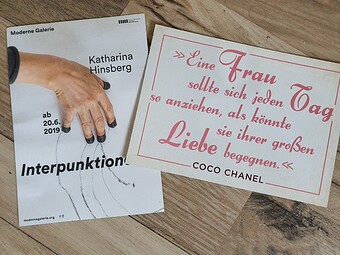 Moderne Galerie
Katharina
Hinsberg
ab
20.6.
2019
Interpunktion
modernegalerie.org
»Eine Frau
sollte sich jeden Tag
so anziehen, als könnte
sie ihrer großen
Liebe begegnen.«
COCO CHANEL